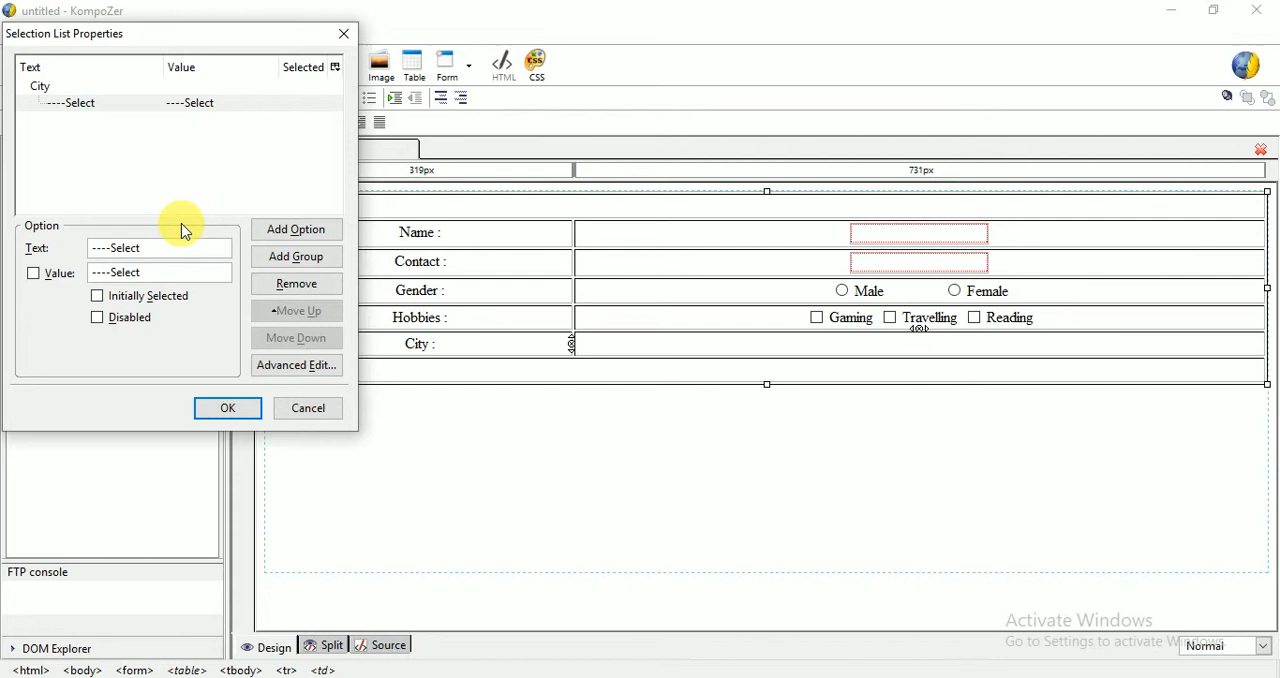 untitled - KompoZer
Selection List Properties
Text Value Selected
City
----Select ----Select
Option
Text: ----Select
Value: ----Select
Initially Selected
Disabled
Add Option
Add Group
Remove
Move Up
Move Down
Advanced Edit...
OK Cancel
Image Table Form HTML CSS
319px 731px
Name :
Contact :
Gender : Male Female
Hobbies : Gaming Travelling Reading
City :
FTP console
DOM Explorer
Design Split Source
Activate Windows
Go to Settings to activate Windows.
Normal
<html> <body> <form> <table> <tbody> <tr> <td>